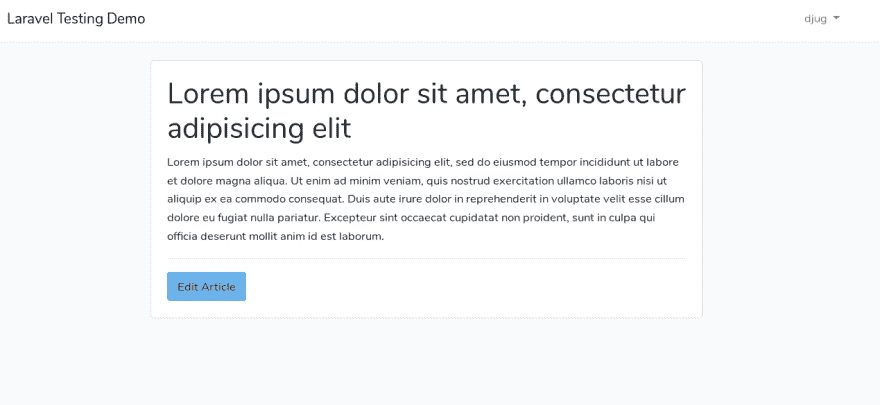 Laravel Testing Demo
djug
Lorem ipsum dolor sit amet, consectetur
adipisicing elit
Lorem ipsum dolor sit amet, consectetur adipisicing elit, sed do eiusmod tempor incididunt ut labore
et dolore magna aliqua. Ut enim ad minim veniam, quis nostrud exercitation ullamco laboris nisi ut
aliquip ex ea commodo consequat. Duis aute irure dolor in reprehenderit in voluptate velit esse cillum
dolore eu fugiat nulla pariatur. Excepteur sint occaecat cupidatat non proident, sunt in culpa qui
officia deserunt mollit anim id est laborum.
Edit Article